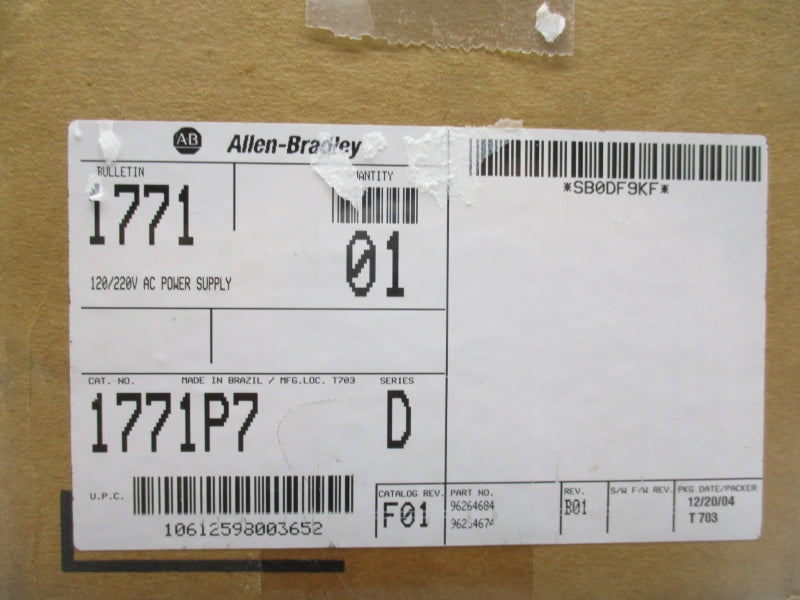 AB Allen-Bradley
*SB0DF9KF*
BULLETIN
1771
01
120/220V AC POWER SUPPLY
CAT. NO. MADE IN BRAZIL / MFG.LOC. T703 SERIES
1771P7 D
U.P.C.
10612598003652
CATALOG REV.
F01
PART NO.
96264684
REV.
B01
S/W F/W REV.
PKG DATE/PACKER
12/20/04
T 703